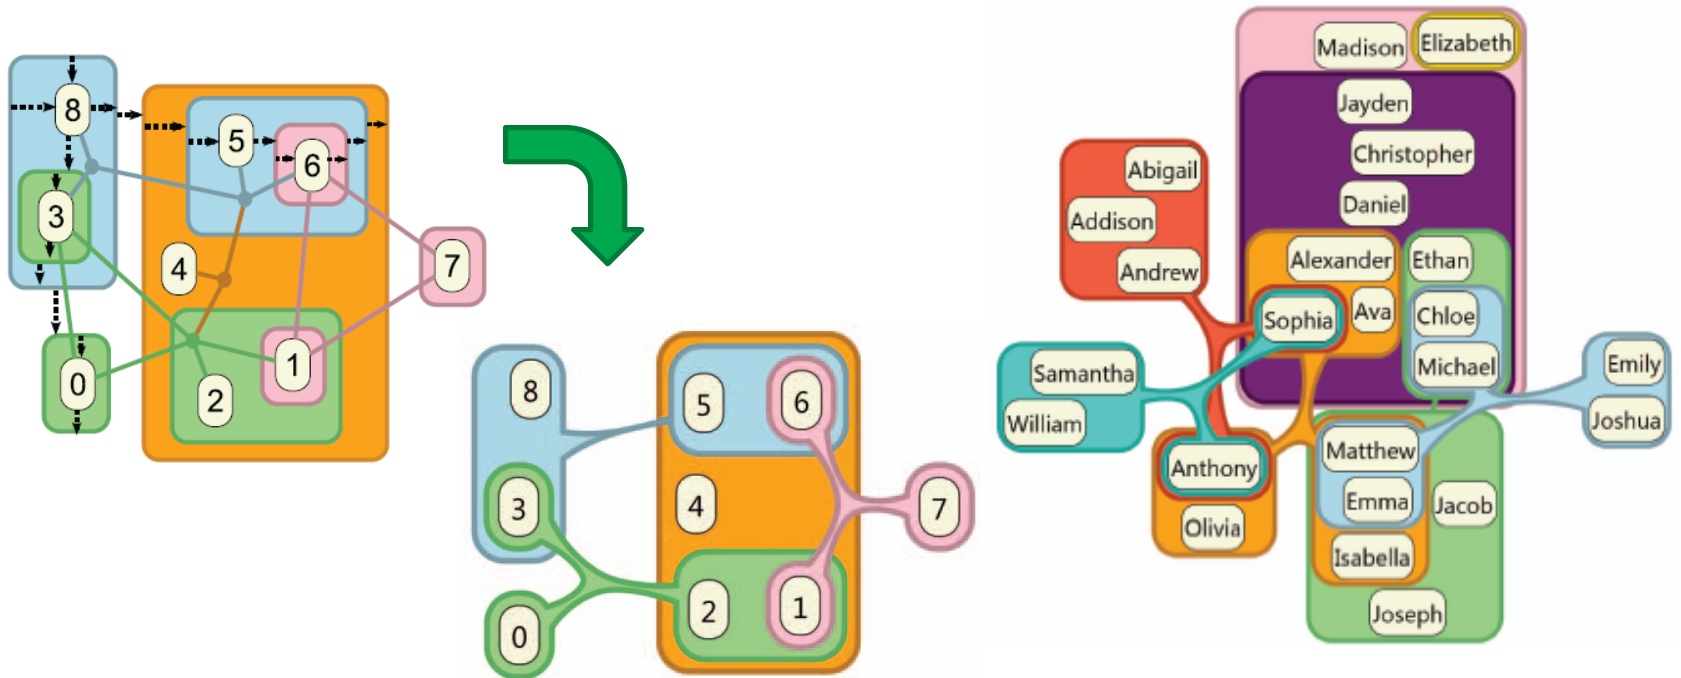 8
5
6
3
4
7
1
0
2
8
5
6
3
4
7
2
1
0
Madison
Elizabeth
Jayden
Christopher
Daniel
Abigail
Addison
Andrew
Alexander
Ethan
Sophia
Ava
Chloe
Michael
Samantha
William
Emily
Joshua
Anthony
Olivia
Matthew
Emma
Jacob
Isabella
Joseph